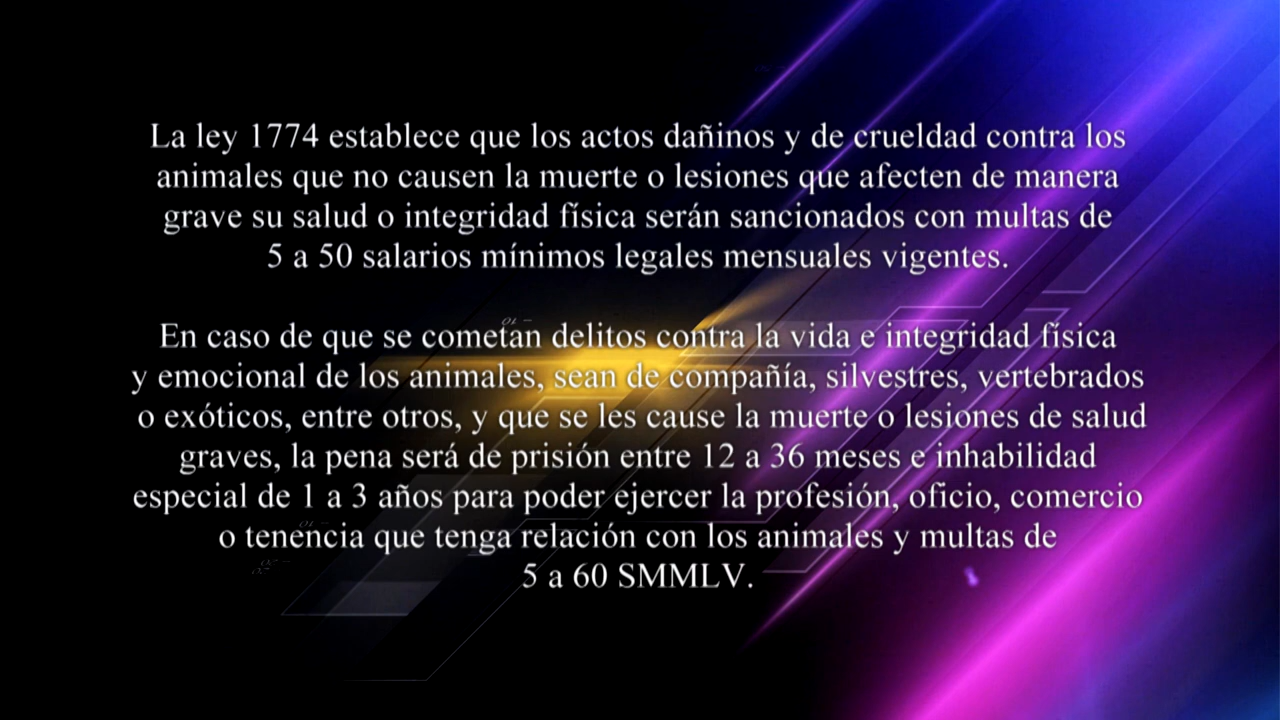 La ley 1774 establece que los actos dañinos y de crueldad contra los
animales que no causen la muerte o lesiones que afecten de manera
grave su salud o integridad física serán sancionados con multas de
5 a 50 salarios mínimos legales mensuales vigentes.
En caso de que se cometan delitos contra la vida e integridad física
y emocional de los animales, sean de compañía, silvestres, vertebrados
o exóticos, entre otros, y que se les cause la muerte o lesiones de salud
graves, la pena será de prisión entre 12 a 36 meses e inhabilidad
especial de 1 a 3 años para poder ejercer la profesión, oficio, comercio
o tenencia que tenga relación con los animales y multas de
5 a 60 SMMLV.